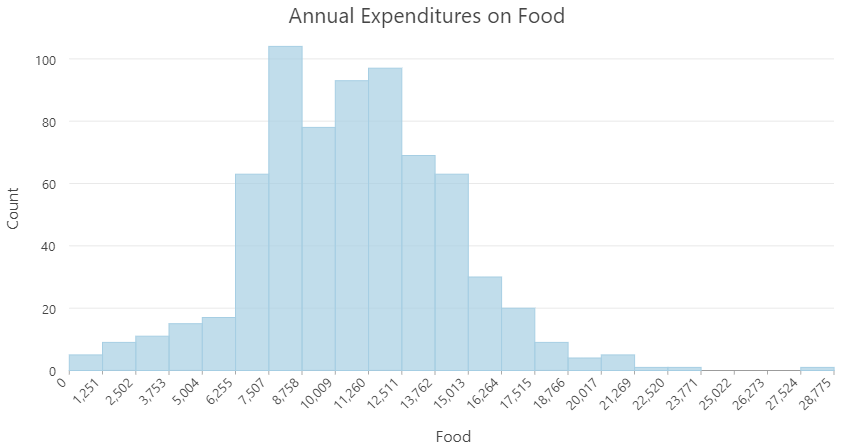 Annual Expenditures on Food
Count
100
80
60
40
20
0
0 1,251 2,502 3,753 5,004 6,255 7,507 8,758 10,009 11,260 12,511 13,762 15,013 16,264 17,515 18,766 20,017 21,269 22,520 23,771 25,022 26,273 27,524 28,775
Food